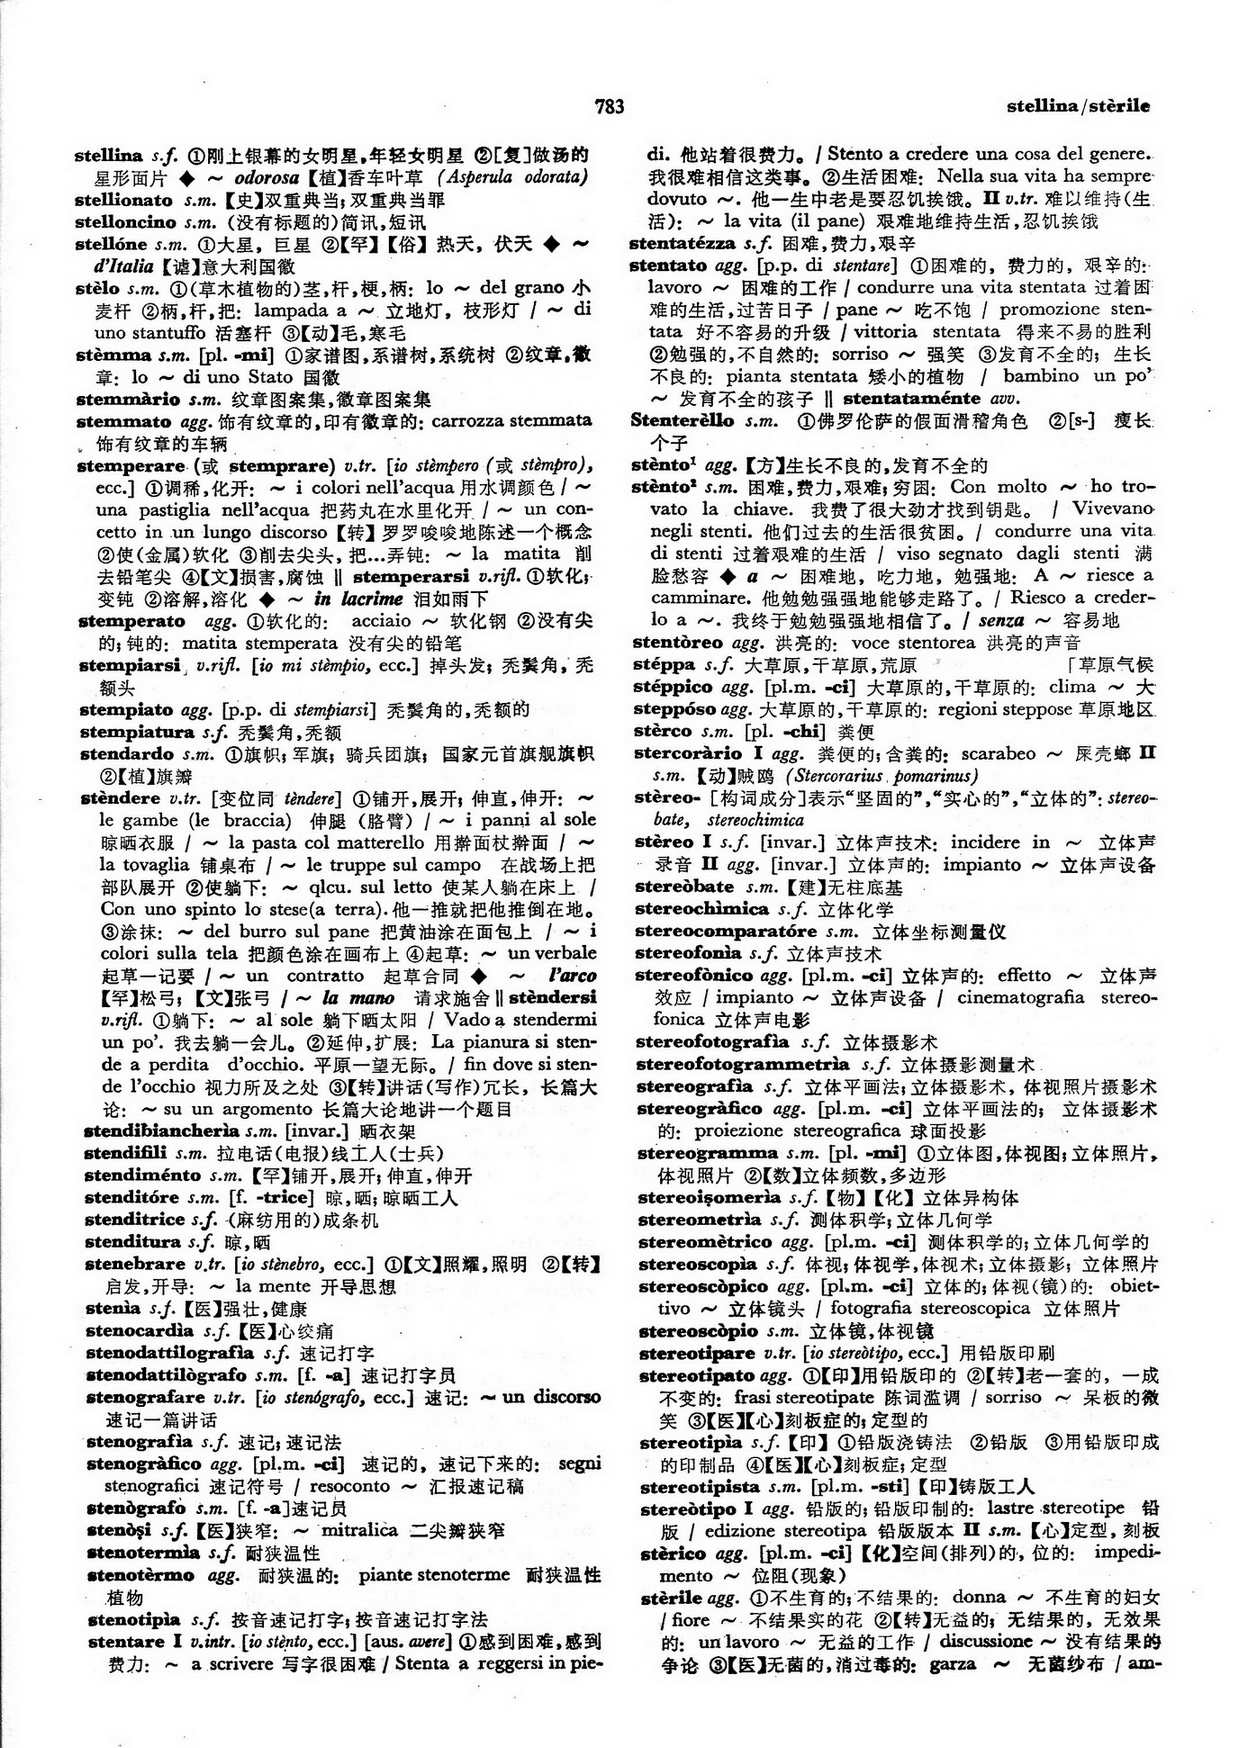 783
stellina/stèrile
stellina s.f. ①刚上银幕的女明星,年轻女明星 ②[复]做汤的
星形面片 ◆ ～ odorosa【植】香车叶草 (Asperula odorata)
stellionato s.m.【史】双重典当;双重典当罪
stelloncino s.m. (没有标题的)简讯,短讯
stellóne s.m. ①大星, 巨星 ②【罕】【俗】热天, 伏天 ◆ ～
d'Italia【谑】意大利国徽
stèlo s.m. ①(草木植物的)茎,杆,梗,柄: lo ～ del grano 小
麦杆 ②柄,杆,把: lampada a ～ 立地灯, 枝形灯 / ～ di
uno stantuffo 活塞杆 ③【动】毛,寒毛
stèmma s.m. [pl. -mi] ①家谱图,系谱树,系统树 ②纹章,徽
章: lo ～ di uno Stato 国徽
stemmàrio s.m. 纹章图案集,徽章图案集
stemmato agg. 饰有纹章的,印有徽章的: carrozza stemmata
饰有纹章的车辆
stemperare (或 stemprare) v.tr. [io stèmpero (或 stèmpro),
ecc.] ①调稀,化开: ～ i colori nell'acqua 用水调颜色 / ～
una pastiglia nell'acqua 把药丸在水里化开 / ～ un con-
cetto in un lungo discorso【转】罗罗唆唆地陈述一个概念
②使(金属)软化 ③削去尖头, 把…弄钝: ～ la matita 削
去铅笔尖 ④【文】损害,腐蚀 ‖ stemperarsi v.rifl. ①软化;
变钝 ②溶解,溶化 ◆ ～ in lacrime 泪如雨下
stemperato agg. ①软化的: acciaio ～ 软化钢 ②没有尖
的;钝的: matita stemperata 没有尖的铅笔
stempiarsi v.rifl. [io mi stèmpio, ecc.] 掉头发; 秃鬓角, 秃
额头
stempiato agg. [p.p. di stempiarsi] 秃鬓角的,秃额的
stempiatura s.f. 秃鬓角,秃额
stendardo s.m. ①旗帜; 军旗; 骑兵团旗; 国家元首旗舰旗帜
②【植】旗瓣
stèndere v.tr. [变位同 tèndere] ①铺开,展开; 伸直,伸开: ～
le gambe (le braccia) 伸腿 (胳臂) / ～ i panni al sole
晾晒衣服 / ～ la pasta col matterello 用擀面杖擀面 / ～
la tovaglia 铺桌布 / ～ le truppe sul campo 在战场上把
部队展开 ②使躺下: ～ qlcu. sul letto 使某人躺在床上 /
Con uno spinto lo stese(a terra).他一推就把他推倒在地。
③涂抹: ～ del burro sul pane 把黄油涂在面包上 / ～ i
colori sulla tela 把颜色涂在画布上 ④起草: ～ un verbale
起草一记要 / ～ un contratto 起草合同 ◆ ～ l'arco
【罕】松弓;【文】张弓 / ～ la mano 请求施舍 ‖ stèndersi
v.rifl. ①躺下: ～ al sole 躺下晒太阳 / Vado a stendermi
un po'. 我去躺一会儿。②延伸,扩展: La pianura si sten-
de a perdita d'occhio. 平原一望无际。/ fin dove si sten-
de l'occhio 视力所及之处 ③【转】讲话(写作)冗长, 长篇大
论: ～ su un argomento 长篇大论地讲一个题目
stendibiancherìa s.m. [invar.] 晒衣架
stendifili s.m. 拉电话(电报)线工人(士兵)
stendiménto s.m.【罕】铺开,展开;伸直,伸开
stenditóre s.m. [f. -trice] 晾,晒;晾晒工人
stenditrice s.f. (麻纺用的)成条机
stenditura s.f. 晾,晒
stenebrare v.tr. [io stènebro, ecc.] ①【文】照耀,照明 ②【转】
启发,开导: ～ la mente 开导思想
stenìa s.f.【医】强壮,健康
stenocardìa s.f.【医】心绞痛
stenodattilografìa s.f. 速记打字
stenodattilògrafo s.m. [f. -a] 速记打字员
stenografare v.tr. [io stenógrafo, ecc.] 速记: ～ un discorso
速记一篇讲话
stenografìa s.f. 速记;速记法
stenogràfico agg. [pl.m. -ci] 速记的, 速记下来的: segni
stenografici 速记符号 / resoconto ～ 汇报速记稿
stenògrafo s.m. [f. -a]速记员
stenòṣi s.f.【医】狭窄: ～ mitralica 二尖瓣狭窄
stenotermìa s.f. 耐狭温性
stenotèrmo agg. 耐狭温的: piante stenoterme 耐狭温性
植物
stenotipìa s.f. 按音速记打字;按音速记打字法
stentare I v.intr. [io stènto, ecc.] [aus. avere] ①感到困难,感到
费力: ～ a scrivere 写字很困难 / Stenta a reggersi in pie-
di. 他站着很费力。/ Stento a credere una cosa del genere.
我很难相信这类事。②生活困难: Nella sua vita ha sempre
dovuto ～. 他一生中老是要忍饥挨饿。II v.tr. 难以维持(生
活): ～ la vita (il pane) 艰难地维持生活,忍饥挨饿
stentatézza s.f. 困难,费力,艰辛
stentato agg. [p.p. di stentare] ①困难的, 费力的, 艰辛的:
lavoro ～ 困难的工作 / condurre una vita stentata 过着困
难的生活,过苦日子 / pane ～ 吃不饱 / promozione sten-
tata 好不容易的升级 / vittoria stentata 得来不易的胜利
②勉强的,不自然的: sorriso ～ 强笑 ③发育不全的; 生长
不良的: pianta stentata 矮小的植物 / bambino un po'
～ 发育不全的孩子 ‖ stentataménte avv.
Stenterèllo s.m. ①佛罗伦萨的假面滑稽角色 ②[s-] 瘦长
个子
stènto¹ agg.【方】生长不良的,发育不全的
stènto² s.m. 困难,费力,艰难;穷困: Con molto ～ ho tro-
vato la chiave. 我费了很大劲才找到钥匙。 / Vivevano
negli stenti. 他们过去的生活很贫困。/ condurre una vita
di stenti 过着艰难的生活 / viso segnato dagli stenti 满
脸愁容 ◆ a ～ 困难地, 吃力地, 勉强地: A ～ riesce a
camminare. 他勉勉强强地能够走路了。/ Riesco a creder-
lo a ～. 我终于勉勉强强地相信了。/ senza ～ 容易地
stentòreo agg. 洪亮的: voce stentorea 洪亮的声音
stéppa s.f. 大草原,干草原,荒原 「草原气候
stéppico agg. [pl.m. -ci] 大草原的,干草原的: clima ～ 大
steppóso agg. 大草原的,干草原的: regioni steppose 草原地区
stèrco s.m. [pl. -chi] 粪便
stercoràrio I agg. 粪便的;含粪的: scarabeo ～ 屎壳螂 II
s.m.【动】贼鸥 (Stercorarius pomarinus)
stèreo- [构词成分]表示“坚固的”,“实心的”,“立体的”: stereo-
bate, stereochimica
stèreo I s.f. [invar.] 立体声技术: incidere in ～ 立体声
录音 II agg. [invar.] 立体声的: impianto ～ 立体声设备
stereòbate s.m.【建】无柱底基
stereochìmica s.f. 立体化学
stereocomparatóre s.m. 立体坐标测量仪
stereofonìa s.f. 立体声技术
stereofònico agg. [pl.m. -ci] 立体声的: effetto ～ 立体声
效应 / impianto ～ 立体声设备 / cinematografia stereo-
fonica 立体声电影
stereofotografìa s.f. 立体摄影术
stereofotogrammetrìa s.f. 立体摄影测量术
stereografìa s.f. 立体平画法;立体摄影术, 体视照片摄影术
stereogràfico agg. [pl.m. -ci] 立体平画法的; 立体摄影术
的: proiezione stereografica 球面投影
stereogramma s.m. [pl. -mi] ①立体图,体视图;立体照片,
体视照片 ②【数】立体频数,多边形
stereoiṣomerìa s.f.【物】【化】立体异构体
stereometrìa s.f. 测体积学;立体几何学
stereomètrico agg. [pl.m. -ci] 测体积学的;立体几何学的
stereoscopìa s.f. 体视;体视学,体视术;立体摄影; 立体照片
stereoscòpico agg. [pl.m. -ci] 立体的;体视(镜)的: obiet-
tivo ～ 立体镜头 / fotografia stereoscopica 立体照片
stereoscòpio s.m. 立体镜,体视镜
stereotipare v.tr. [io stereòtipo, ecc.] 用铅版印刷
stereotipato agg. ①【印】用铅版印的 ②【转】老一套的, 一成
不变的: frasi stereotipate 陈词滥调 / sorriso ～ 呆板的微
笑 ③【医】【心】刻板症的;定型的
stereotipìa s.f.【印】①铅版浇铸法 ②铅版 ③用铅版印成
的印制品 ④【医】【心】刻板症;定型
stereotipista s.m. [pl.m. -sti]【印】铸版工人
stereòtipo I agg. 铅版的;铅版印制的: lastre stereotipe 铅
版 / edizione stereotipa 铅版版本 II s.m.【心】定型, 刻板
stèrico agg. [pl.m. -ci]【化】空间(排列)的, 位的: impedi-
mento ～ 位阻(现象)
stèrile agg. ①不生育的;不结果的: donna ～ 不生育的妇女
/ fiore ～ 不结果实的花 ②【转】无益的; 无结果的, 无效果
的: un lavoro ～ 无益的工作 / discussione ～ 没有结果的
争论 ③【医】无菌的,消过毒的: garza ～ 无菌纱布 / am-